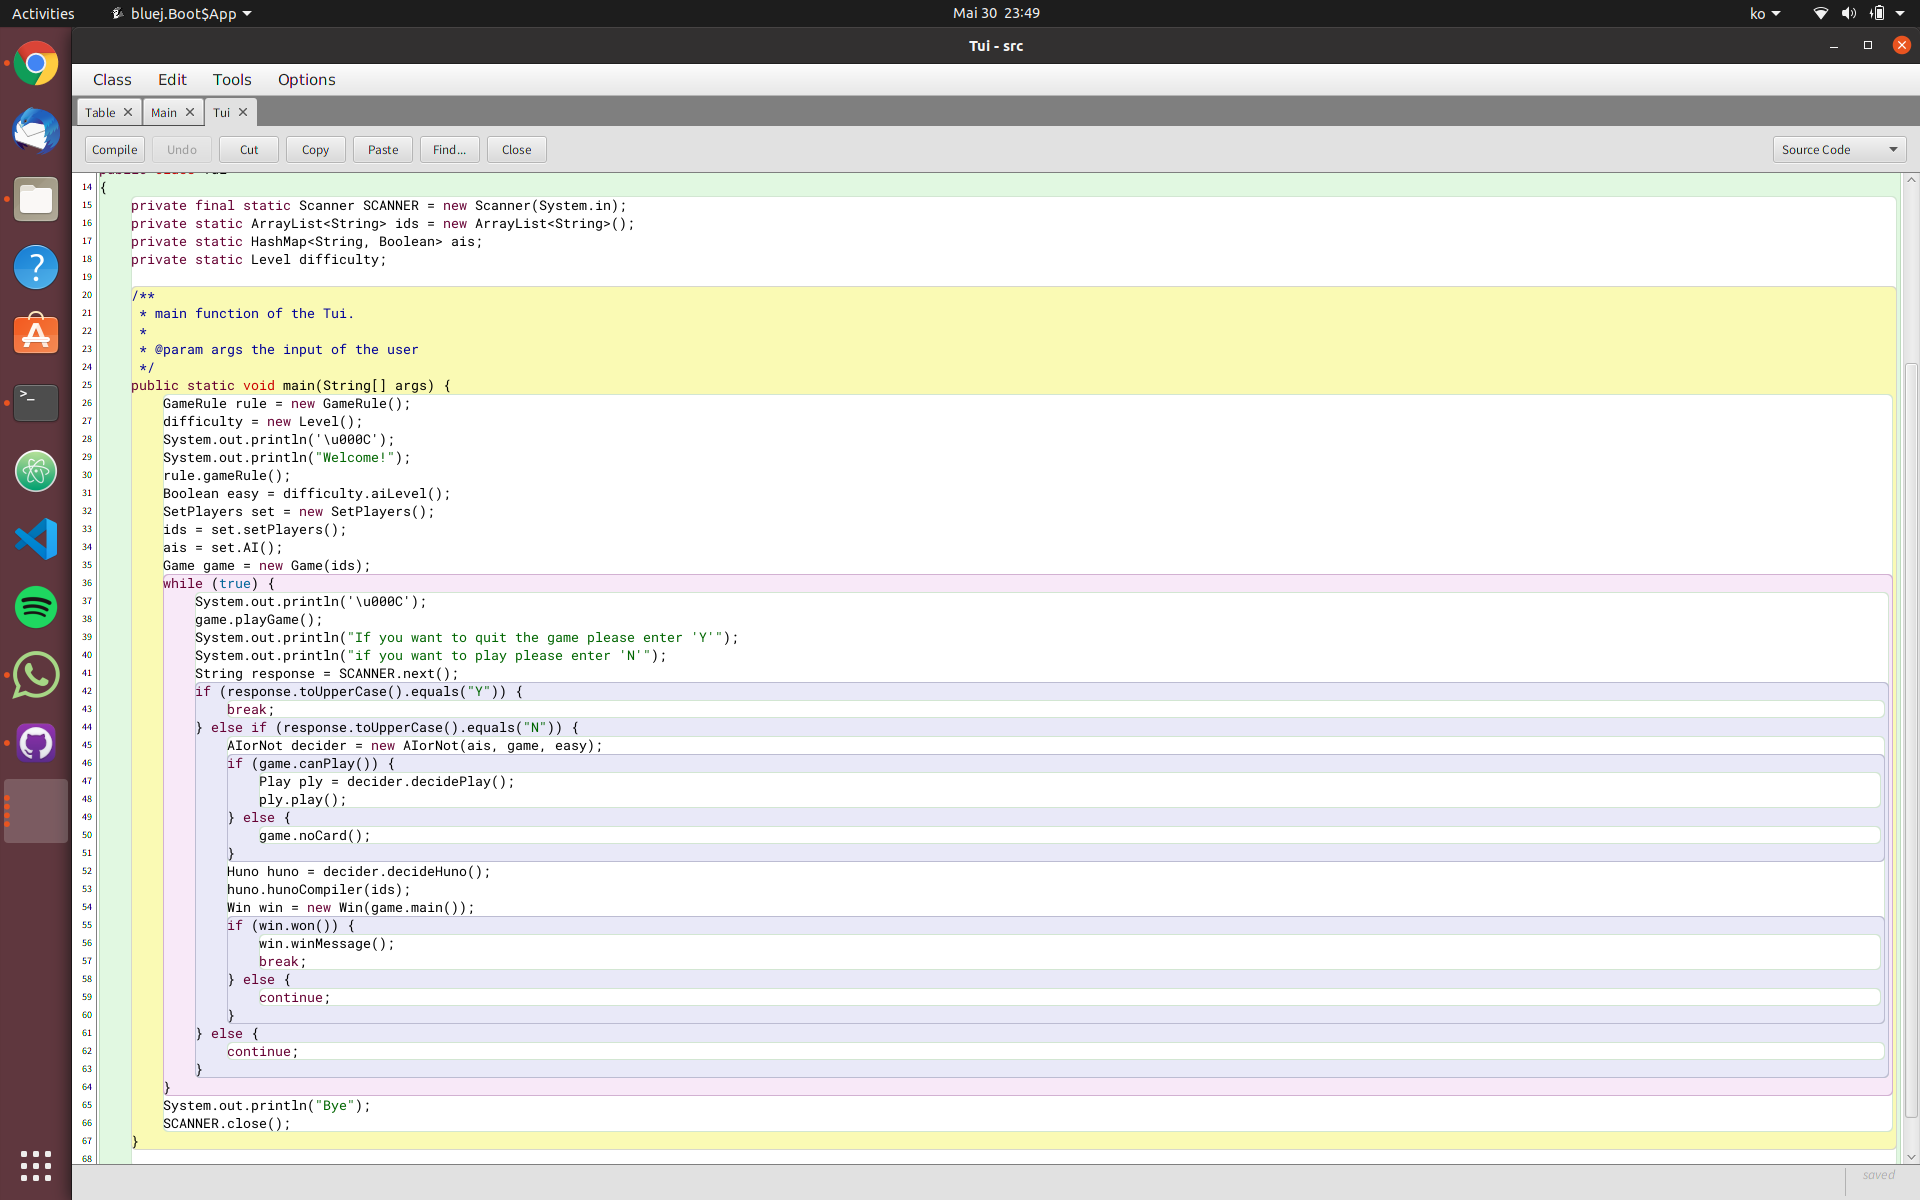 Activities
bluej.Boot$App
Mai 30 23:49
ko
Tui - src
Class Edit Tools Options
Table Main Tui
Compile Undo Cut Copy Paste Find... Close Source Code
14 {
15 private final static Scanner SCANNER = new Scanner(System.in);
16 private static ArrayList<String> ids = new ArrayList<String>();
17 private static HashMap<String, Boolean> ais;
18 private static Level difficulty;
19
20 /**
21 * main function of the Tui.
22 *
23 * @param args the input of the user
24 */
25 public static void main(String[] args) {
26 GameRule rule = new GameRule();
27 difficulty = new Level();
28 System.out.println('\u000C');
29 System.out.println("Welcome!");
30 rule.gameRule();
31 Boolean easy = difficulty.aiLevel();
32 SetPlayers set = new SetPlayers();
33 ids = set.setPlayers();
34 ais = set.AI();
35 Game game = new Game(ids);
36 while (true) {
37 System.out.println('\u000C');
38 game.playGame();
39 System.out.println("If you want to quit the game please enter 'Y'");
40 System.out.println("if you want to play please enter 'N'");
41 String response = SCANNER.next();
42 if (response.toUpperCase().equals("Y")) {
43 break;
44 } else if (response.toUpperCase().equals("N")) {
45 AIorNot decider = new AIorNot(ais, game, easy);
46 if (game.canPlay()) {
47 Play ply = decider.decidePlay();
48 ply.play();
49 } else {
50 game.noCard();
51 }
52 Huno huno = decider.decideHuno();
53 huno.hunoCompiler(ids);
54 Win win = new Win(game.main());
55 if (win.won()) {
56 win.winMessage();
57 break;
58 } else {
59 continue;
60 }
61 } else {
62 continue;
63 }
64 }
65 System.out.println("Bye");
66 SCANNER.close();
67 }
68
saved